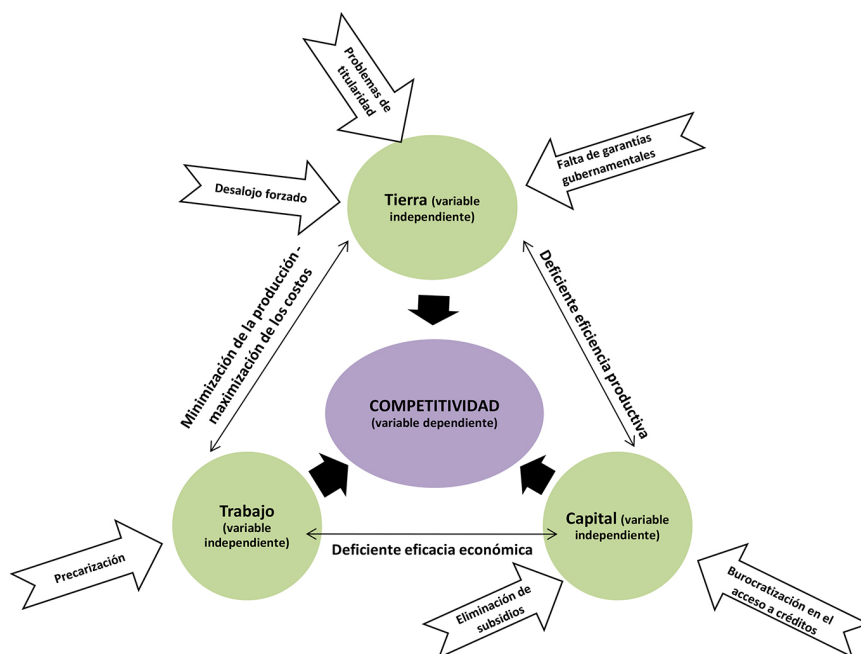 Problemas de
titularidad
Falta de garantías
gubernamentales
Desalojo forzado
Tierra (variable
independiente)
Minimización de la producción -
maximización de los costos
Deficiente eficiencia productiva
COMPETITIVIDAD
(variable dependiente)
Trabajo
(variable
independiente)
Capital (variable
independiente)
Deficiente eficacia económica
Precarización
Eliminación de
subsidios
Burocratización en el
acceso a créditos